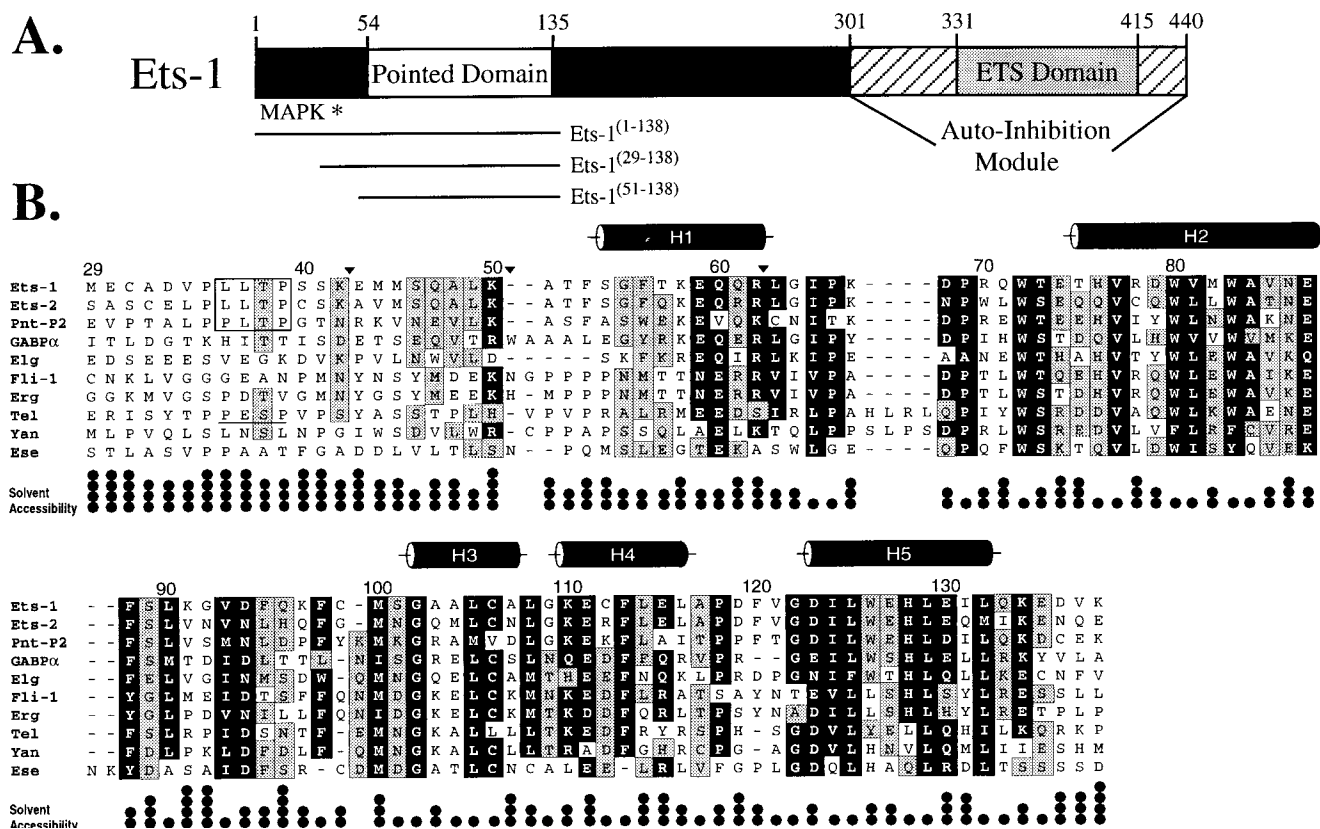 A.
1 54 135 301 331 415 440
Ets-1 Pointed Domain ETS Domain
MAPK *
Ets-1(1-138)
Ets-1(29-138)
Ets-1(51-138)
Auto-Inhibition
Module
B.
H1 H2
29 40 50 60 70 80
Ets-1 M E C A D V P L L T P S S K E M M S Q A L K - - A T F S G F T K E Q Q R L G I P K - - - - D P R Q W T E T H V R D W V M W A V N E
Ets-2 S A S C E L P L L T P C S K A V M S Q A L K - - A T F S G F Q K E Q Q R L G I P K - - - - N P W L W S E Q Q V C Q W L L W A T N E
Pnt-P2 E V P T A L P P L T P G T N R K V N E V L K - - A S F A S W E K E V Q K C N I T K - - - - D P R E W T E E H V I Y W L N W A K N E
GABPα I T L D G T K H I T T I S D E T S E Q V T R W A A A L E G Y R K E Q E R L G I P Y - - - - D P I H W S T D Q V L H W V V W V M K E
Elg E D S E E E S V E G K D V K P V L N W V L D - - - - - S K F K R E Q I R L K I P E - - - - A A N E W T H A H V T Y W L E W A V K Q
Fli-1 C N K L V G G G E A N P M N Y N S Y M D E K N G P P P P N M T T N E R R V I V P A - - - - D P T L W T Q E H V R Q W L E W A I K E
Erg G G K M V G S P D T V G M N Y G S Y M E E K H - M P P P N M T T N E R R V I V P A - - - - D P T L W S T D H V R Q W L E W A V K E
Tel E R I S Y T P P E S P V P S Y A S S T P L H - V P V P R A L R M E E D S I R L P A H L R L Q P I Y W S R D D V A Q W L K W A E N E
Yan M L P V Q L S L N S L N P G I W S D V L W R - C P P A P S S Q L A E L K T Q L P P S L P S D P R L W S R E D V L V F L R F C V R E
Ese S T L A S V P P A A T F G A D D L V L T L S N - - P Q M S L E G T E K A S W L G E - - - - Q P Q F W S K T Q V L D W I S Y Q V E K
Solvent
Accessibility
H3 H4 H5
90 100 110 120 130
Ets-1 - - F S L K G V D F Q K F C - M S G A A L C A L G K E C F L E L A P D F V G D I L W E H L E I L Q K E D V K
Ets-2 - - F S L V N V N L H Q F G - M N G Q M L C N L G K E R F L E L A P D F V G D I L W E H L E Q M I K E N Q E
Pnt-P2 - - F S L V S M N L D P F Y K M K G R A M V D L G K E K F L A I T P P F T G D I L W E H L D I L Q K D C E K
GABPα - - F S M T D I D L T T L - N I S G R E L C S L N Q E D F F Q R V P R - - G E I L W S H L E L L R K Y V L A
Elg - - F E L V G I N M S D W - Q M N G Q E L C A M T H E E F N Q K L P R D P G N I F W T H L Q L L K E C N F V
Fli-1 - - Y G L M E I D T S F F Q N M D G K E L C K M N K E D F L R A T S A Y N T E V L L S H L S Y L R E S S L L
Erg - - Y G L P D V N I L L F Q N I D G K E L C K M T K D D F Q R L T P S Y N A D I L L S H L H Y L R E T P L P
Tel - - F S L R P I D S N T F - E M N G K A L L L L T K E D F R Y R S P H - S G D V L Y E L L Q H I L K Q R K P
Yan - - F D L P K L D F D L F - Q M N G K A L C L L T R A D F G H R C P G - A G D V L H N V L Q M L I I E S H M
Ese N K Y D A S A I D F S R - C D M D G A T L C N C A L E E - L R L V F G P L G D Q L H A Q L R D L T S S S S D
Solvent
Accessibility